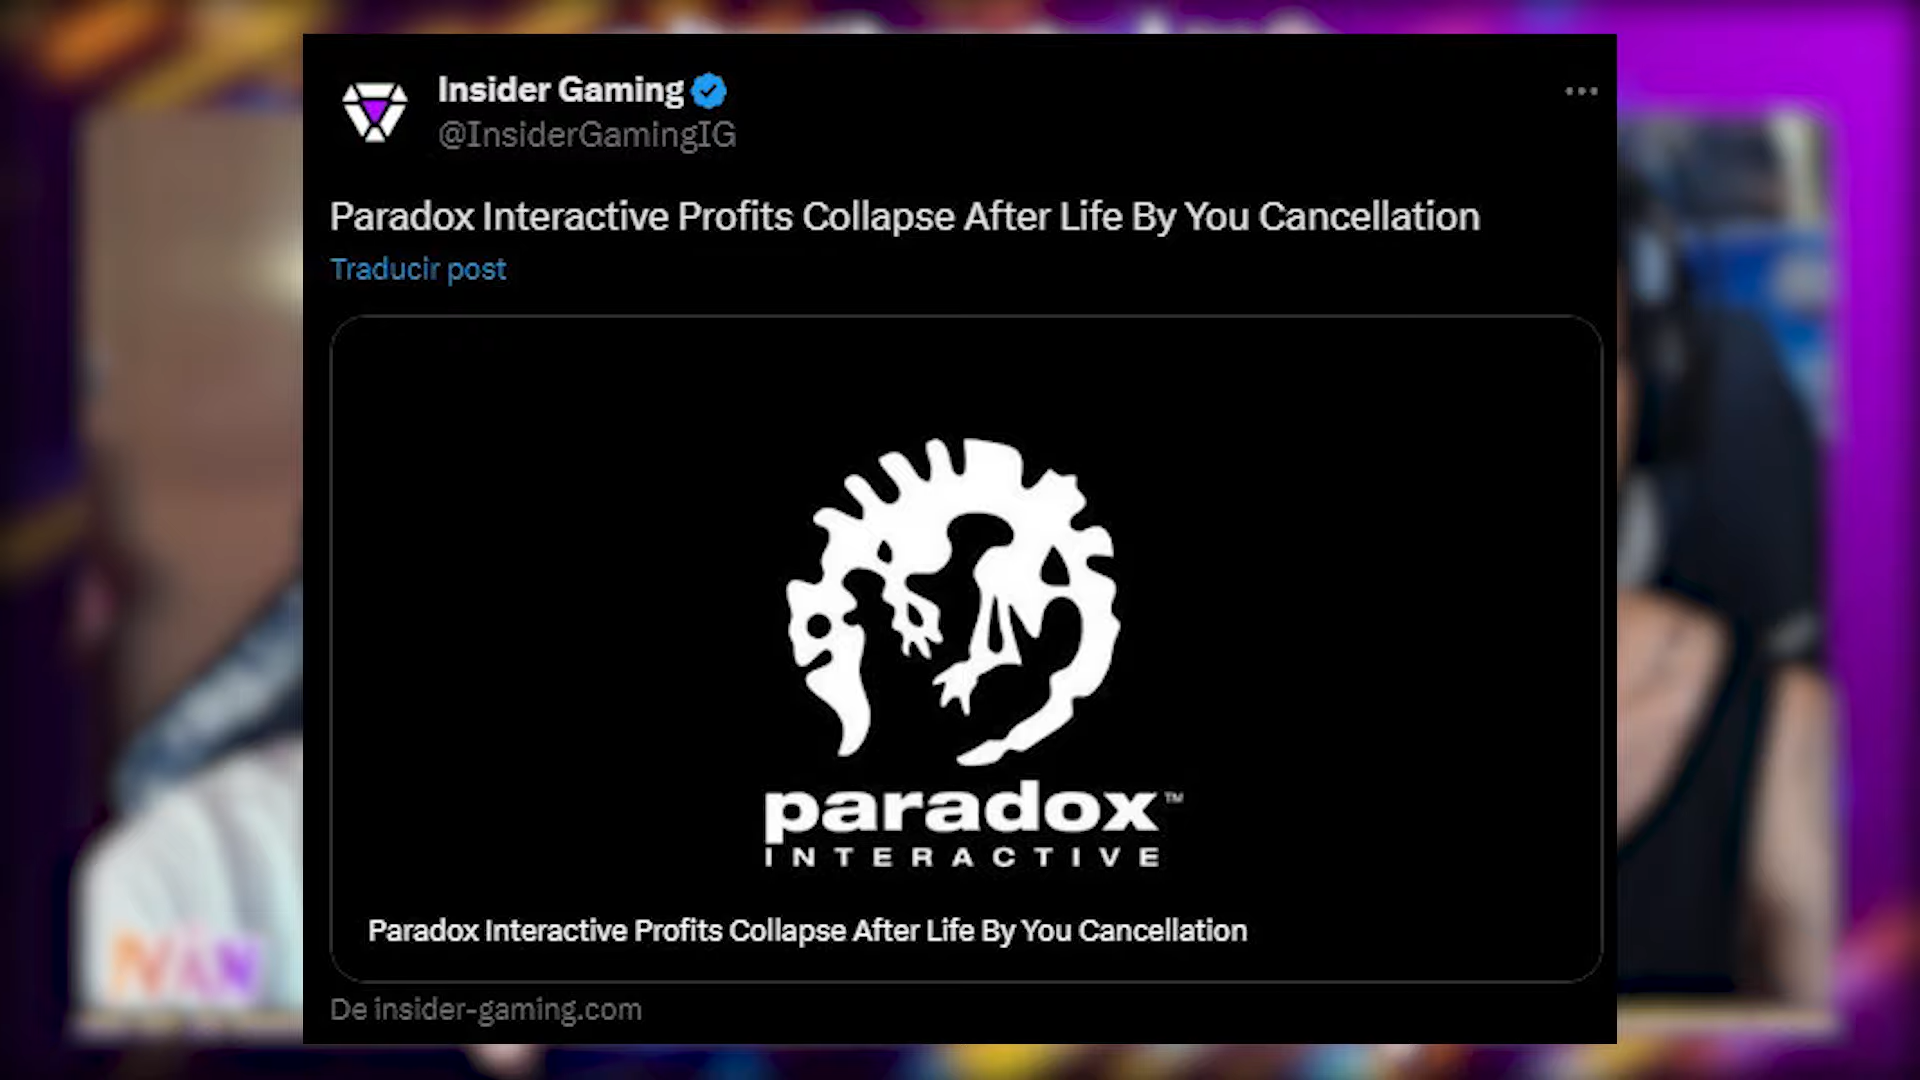 Insider Gaming
@InsiderGamingIG
Paradox Interactive Profits Collapse After Life By You Cancellation
Traducir post
paradox™
INTERACTIVE
Paradox Interactive Profits Collapse After Life By You Cancellation
De insider-gaming.com
IVÁN